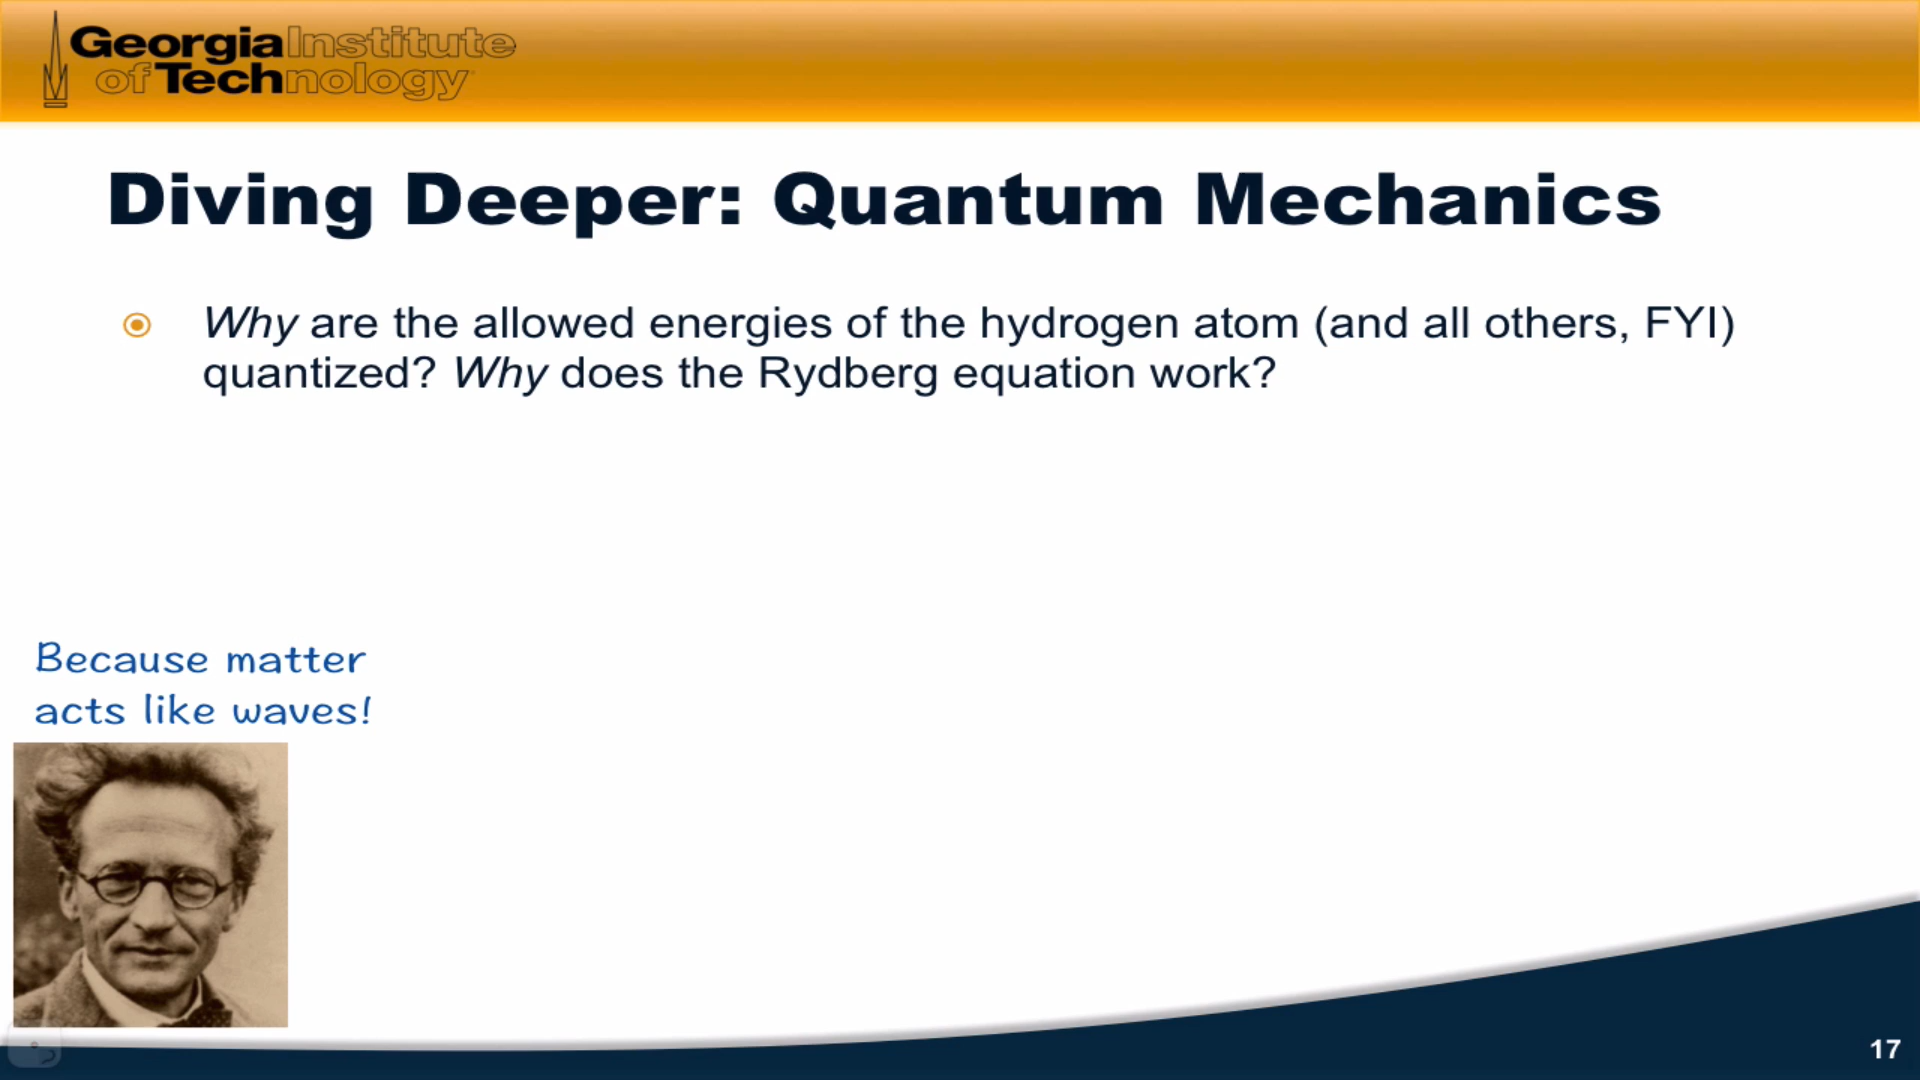 Georgia Institute
of Technology
Diving Deeper: Quantum Mechanics
Why are the allowed energies of the hydrogen atom (and all others, FYI)
quantized? Why does the Rydberg equation work?
Because matter
acts like waves!
17